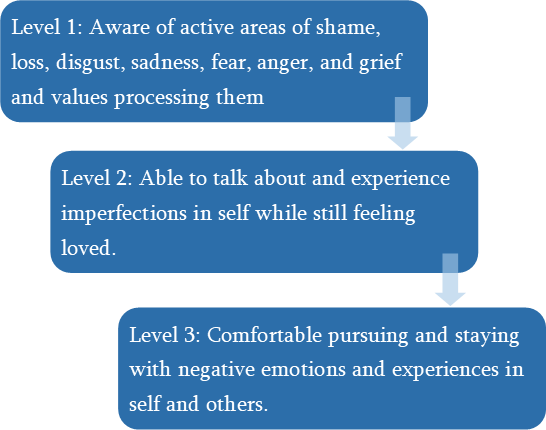 Level 1: Aware of active areas of shame,
loss, disgust, sadness, fear, anger, and grief
and values processing them
Level 2: Able to talk about and experience
imperfections in self while still feeling
loved.
Level 3: Comfortable pursuing and staying
with negative emotions and experiences in
self and others.